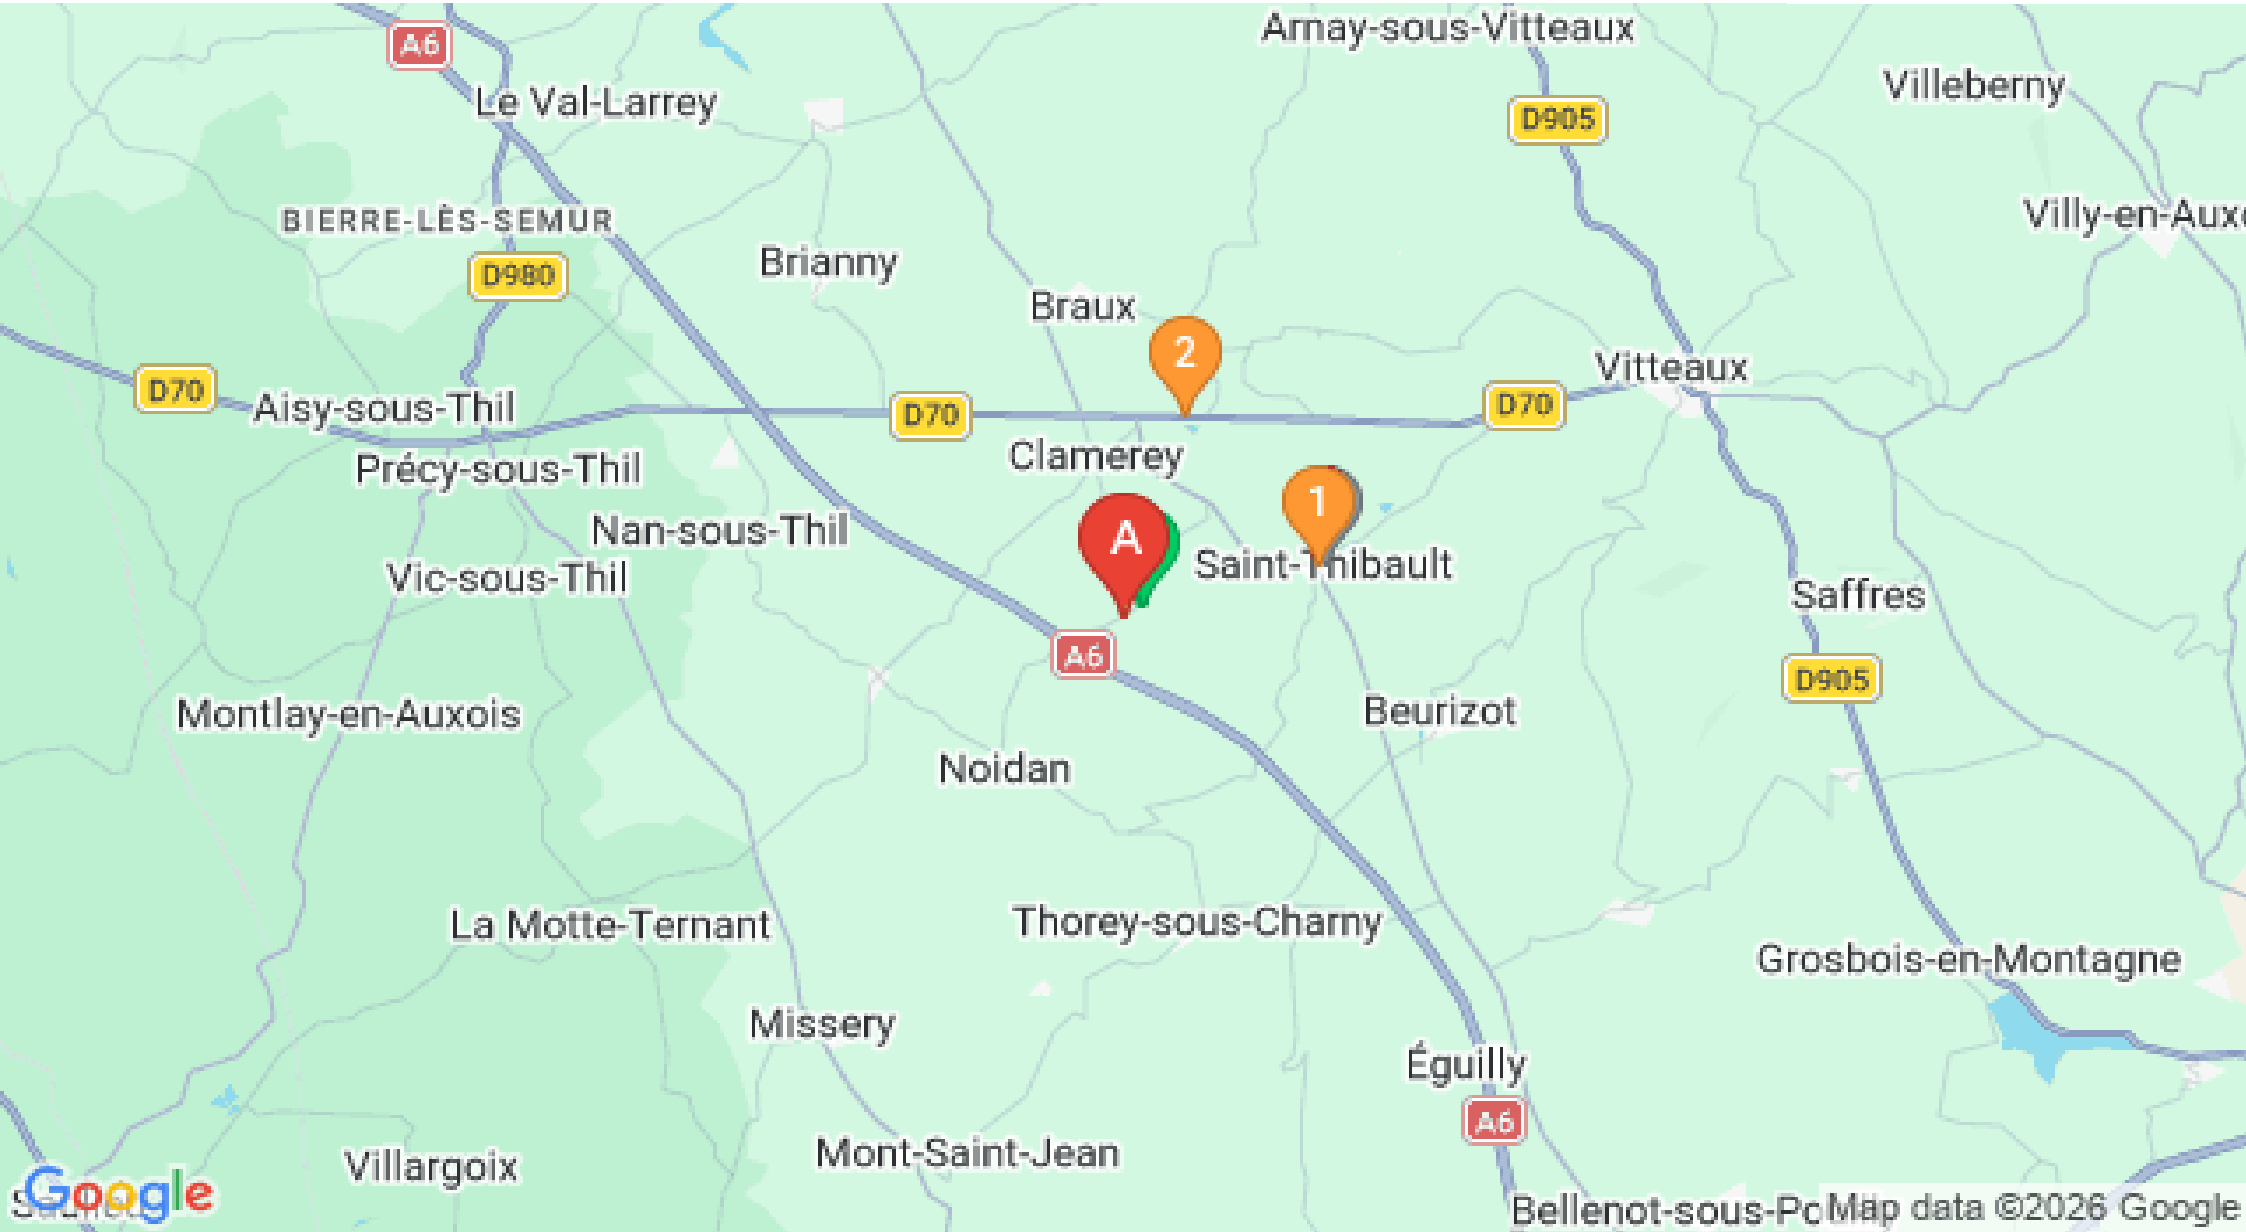 Arnay-sous-Vitteaux
A6
Villeberny
Le Val-Larrey
D905
Villy-en-Auxo
BIERRE-LÈS-SEMUR
Brianny
D980
Braux
2
Vitteaux
D70
Aisy-sous-Thil
D70
D70
Clamerey
Précy-sous-Thil
1
Nan-sous-Thil
A
Saint-Thibault
Vic-sous-Thil
Saffres
A6
D905
Montlay-en-Auxois
Beurizot
Noidan
La Motte-Ternant
Thorey-sous-Charny
Grosbois-en-Montagne
Missery
Éguilly
A6
Mont-Saint-Jean
Villargoix
Google
Bellenot-sous-Po
Map data ©2026 Google